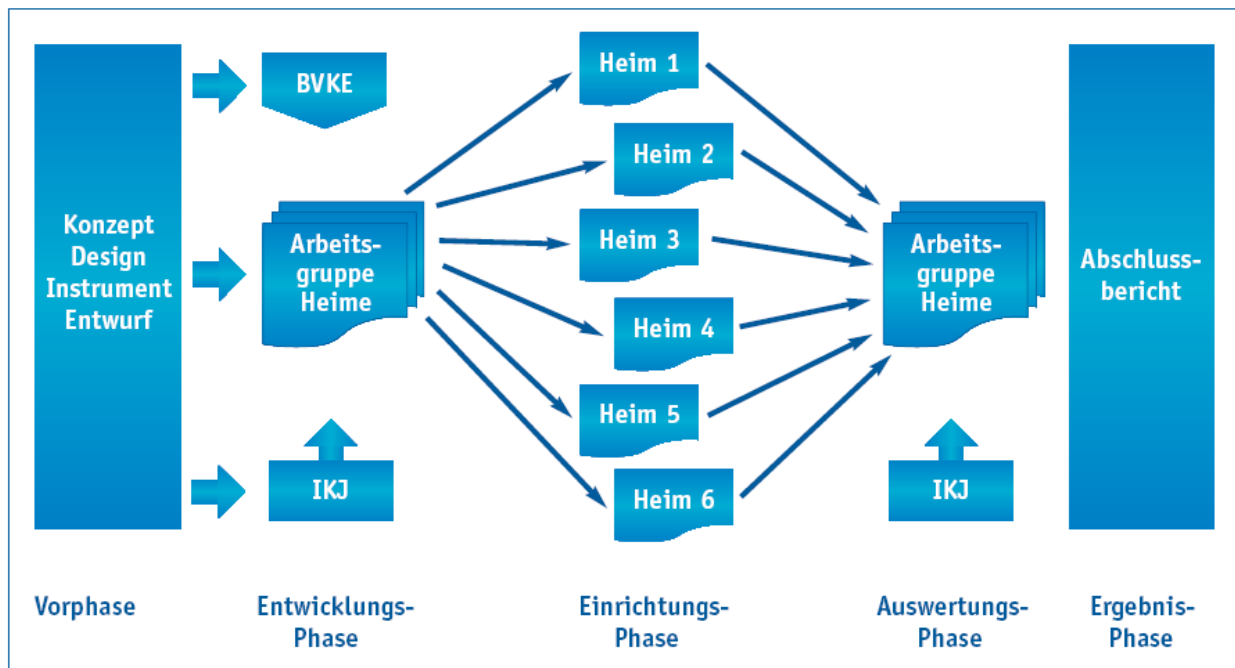 Konzept
Design
Instrument
Entwurf
BVKE
Arbeits-
gruppe
Heime
IKJ
Heim 1
Heim 2
Heim 3
Heim 4
Heim 5
Heim 6
Arbeits-
gruppe
Heime
IKJ
Abschluss-
bericht
Vorphase
Entwicklungs-
Phase
Einrichtungs-
Phase
Auswertungs-
Phase
Ergebnis-
Phase